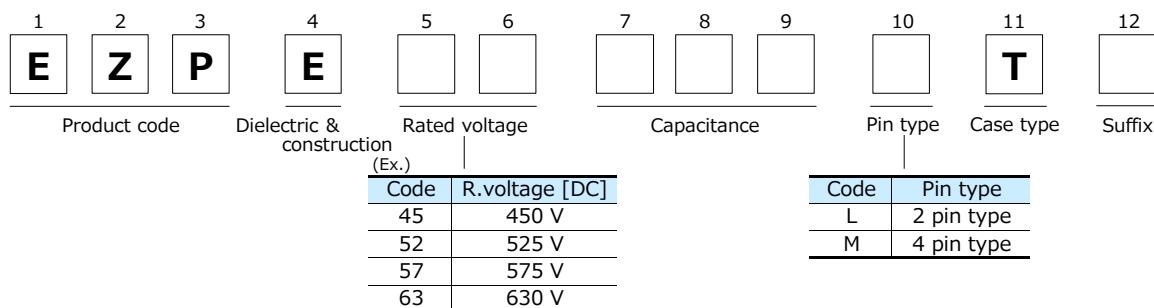 1 2 3 4 5 6 7 8 9 10 11 12
E Z P E T
Product code Dielectric & construction Rated voltage Capacitance Pin type Case type Suffix
(Ex.)
Code R.voltage [DC]
45 450 V
52 525 V
57 575 V
63 630 V
Code Pin type
L 2 pin type
M 4 pin type